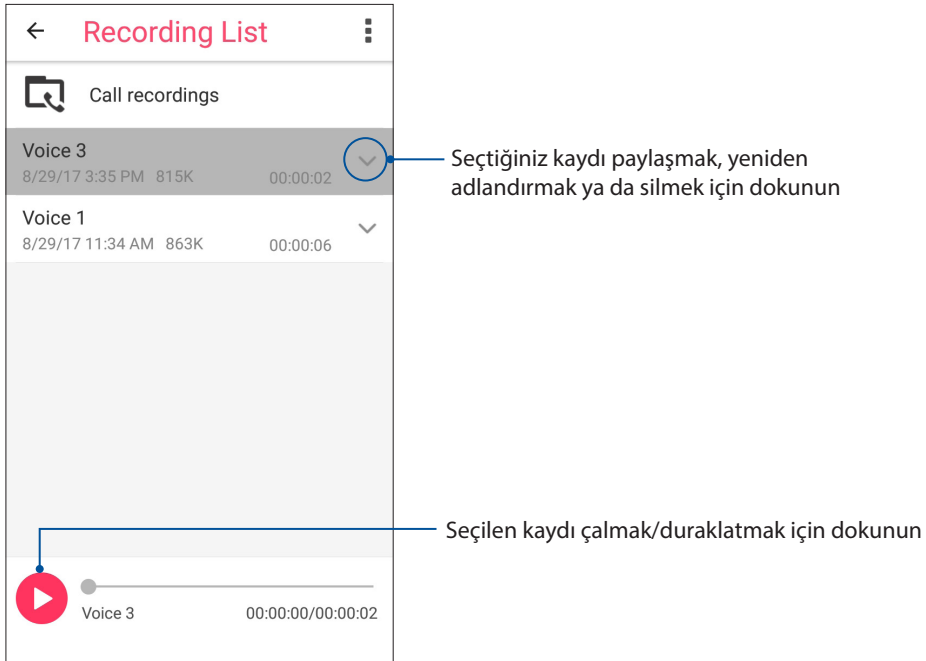 Recording List
Call recordings
Voice 3
8/29/17 3:35 PM 815K 00:00:02
Seçtiğiniz kaydı paylaşmak, yeniden
adlandırmak ya da silmek için dokunun
Voice 1
8/29/17 11:34 AM 863K 00:00:06
Seçilen kaydı çalmak/duraklatmak için dokunun
Voice 3 00:00:00/00:00:02